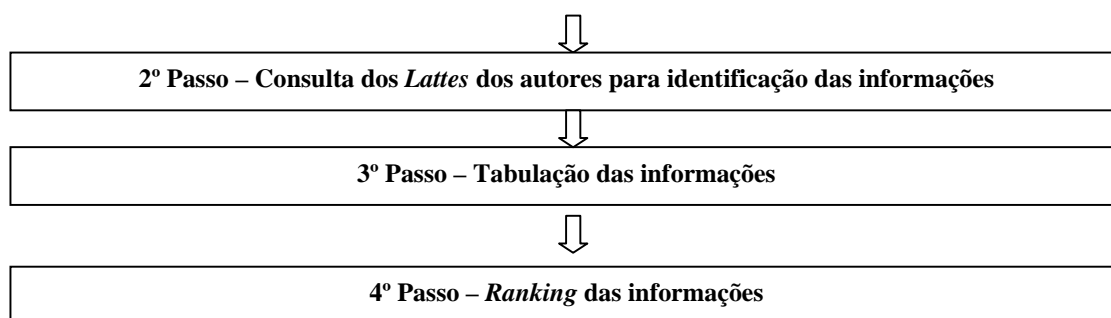 2º Passo – Consulta dos Lattes dos autores para identificação das informações
3º Passo – Tabulação das informações
4º Passo – Ranking das informações